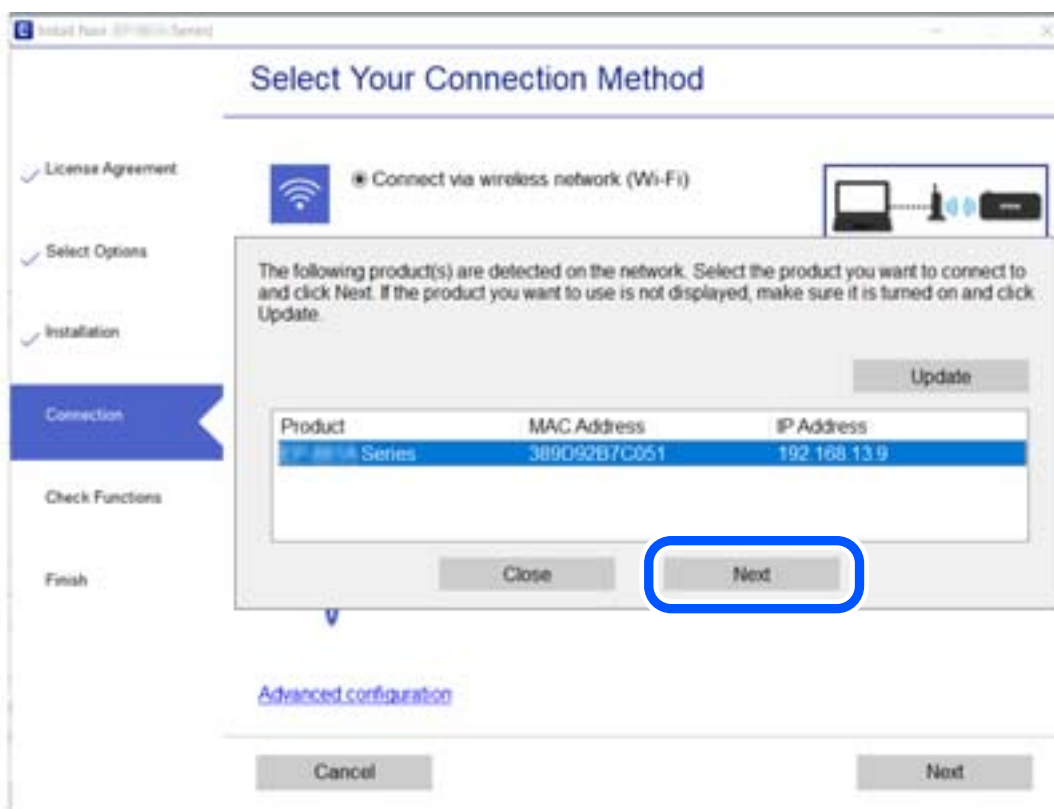 Select Your Connection Method
License Agreement
Select Options
Installation
Connection
Check Functions
Finish
Connect via wireless network (Wi-Fi)
The following product(s) are detected on the network. Select the product you want to connect to
and click Next. If the product you want to use is not displayed, make sure it is turned on and click
Update.
Update
Product MAC Address IP Address
Series 389D92B7C051 192.168.13.9
Close Next
Advanced configuration
Cancel Next